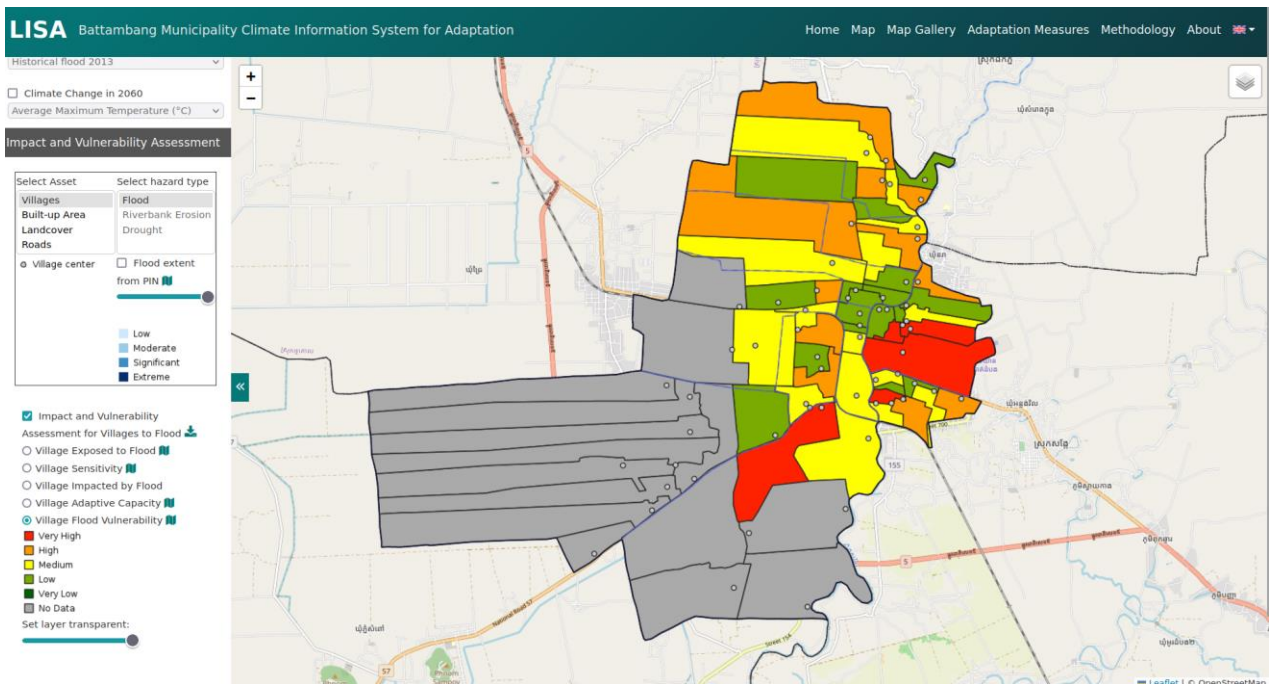 LISA Battambang Municipality Climate Information System for Adaptation
Home Map Map Gallery Adaptation Measures Methodology About
Historical flood 2013
Climate Change in 2060
Average Maximum Temperature (°C)
Impact and Vulnerability Assessment
Select Asset Select hazard type
Villages Flood
Built-up Area Riverbank Erosion
Landcover Drought
Roads
Village center Flood extent
from PIN
Low
Moderate
Significant
Extreme
Impact and Vulnerability
Assessment for Villages to Flood
Village Exposed to Flood
Village Sensitivity
Village Impacted by Flood
Village Adaptive Capacity
Village Flood Vulnerability
Very High
High
Medium
Low
Very Low
No Data
Set layer transparent:
+
−
«
5
155
5
National Road 57
57
Street 154
Leaflet | © OpenStreetMap